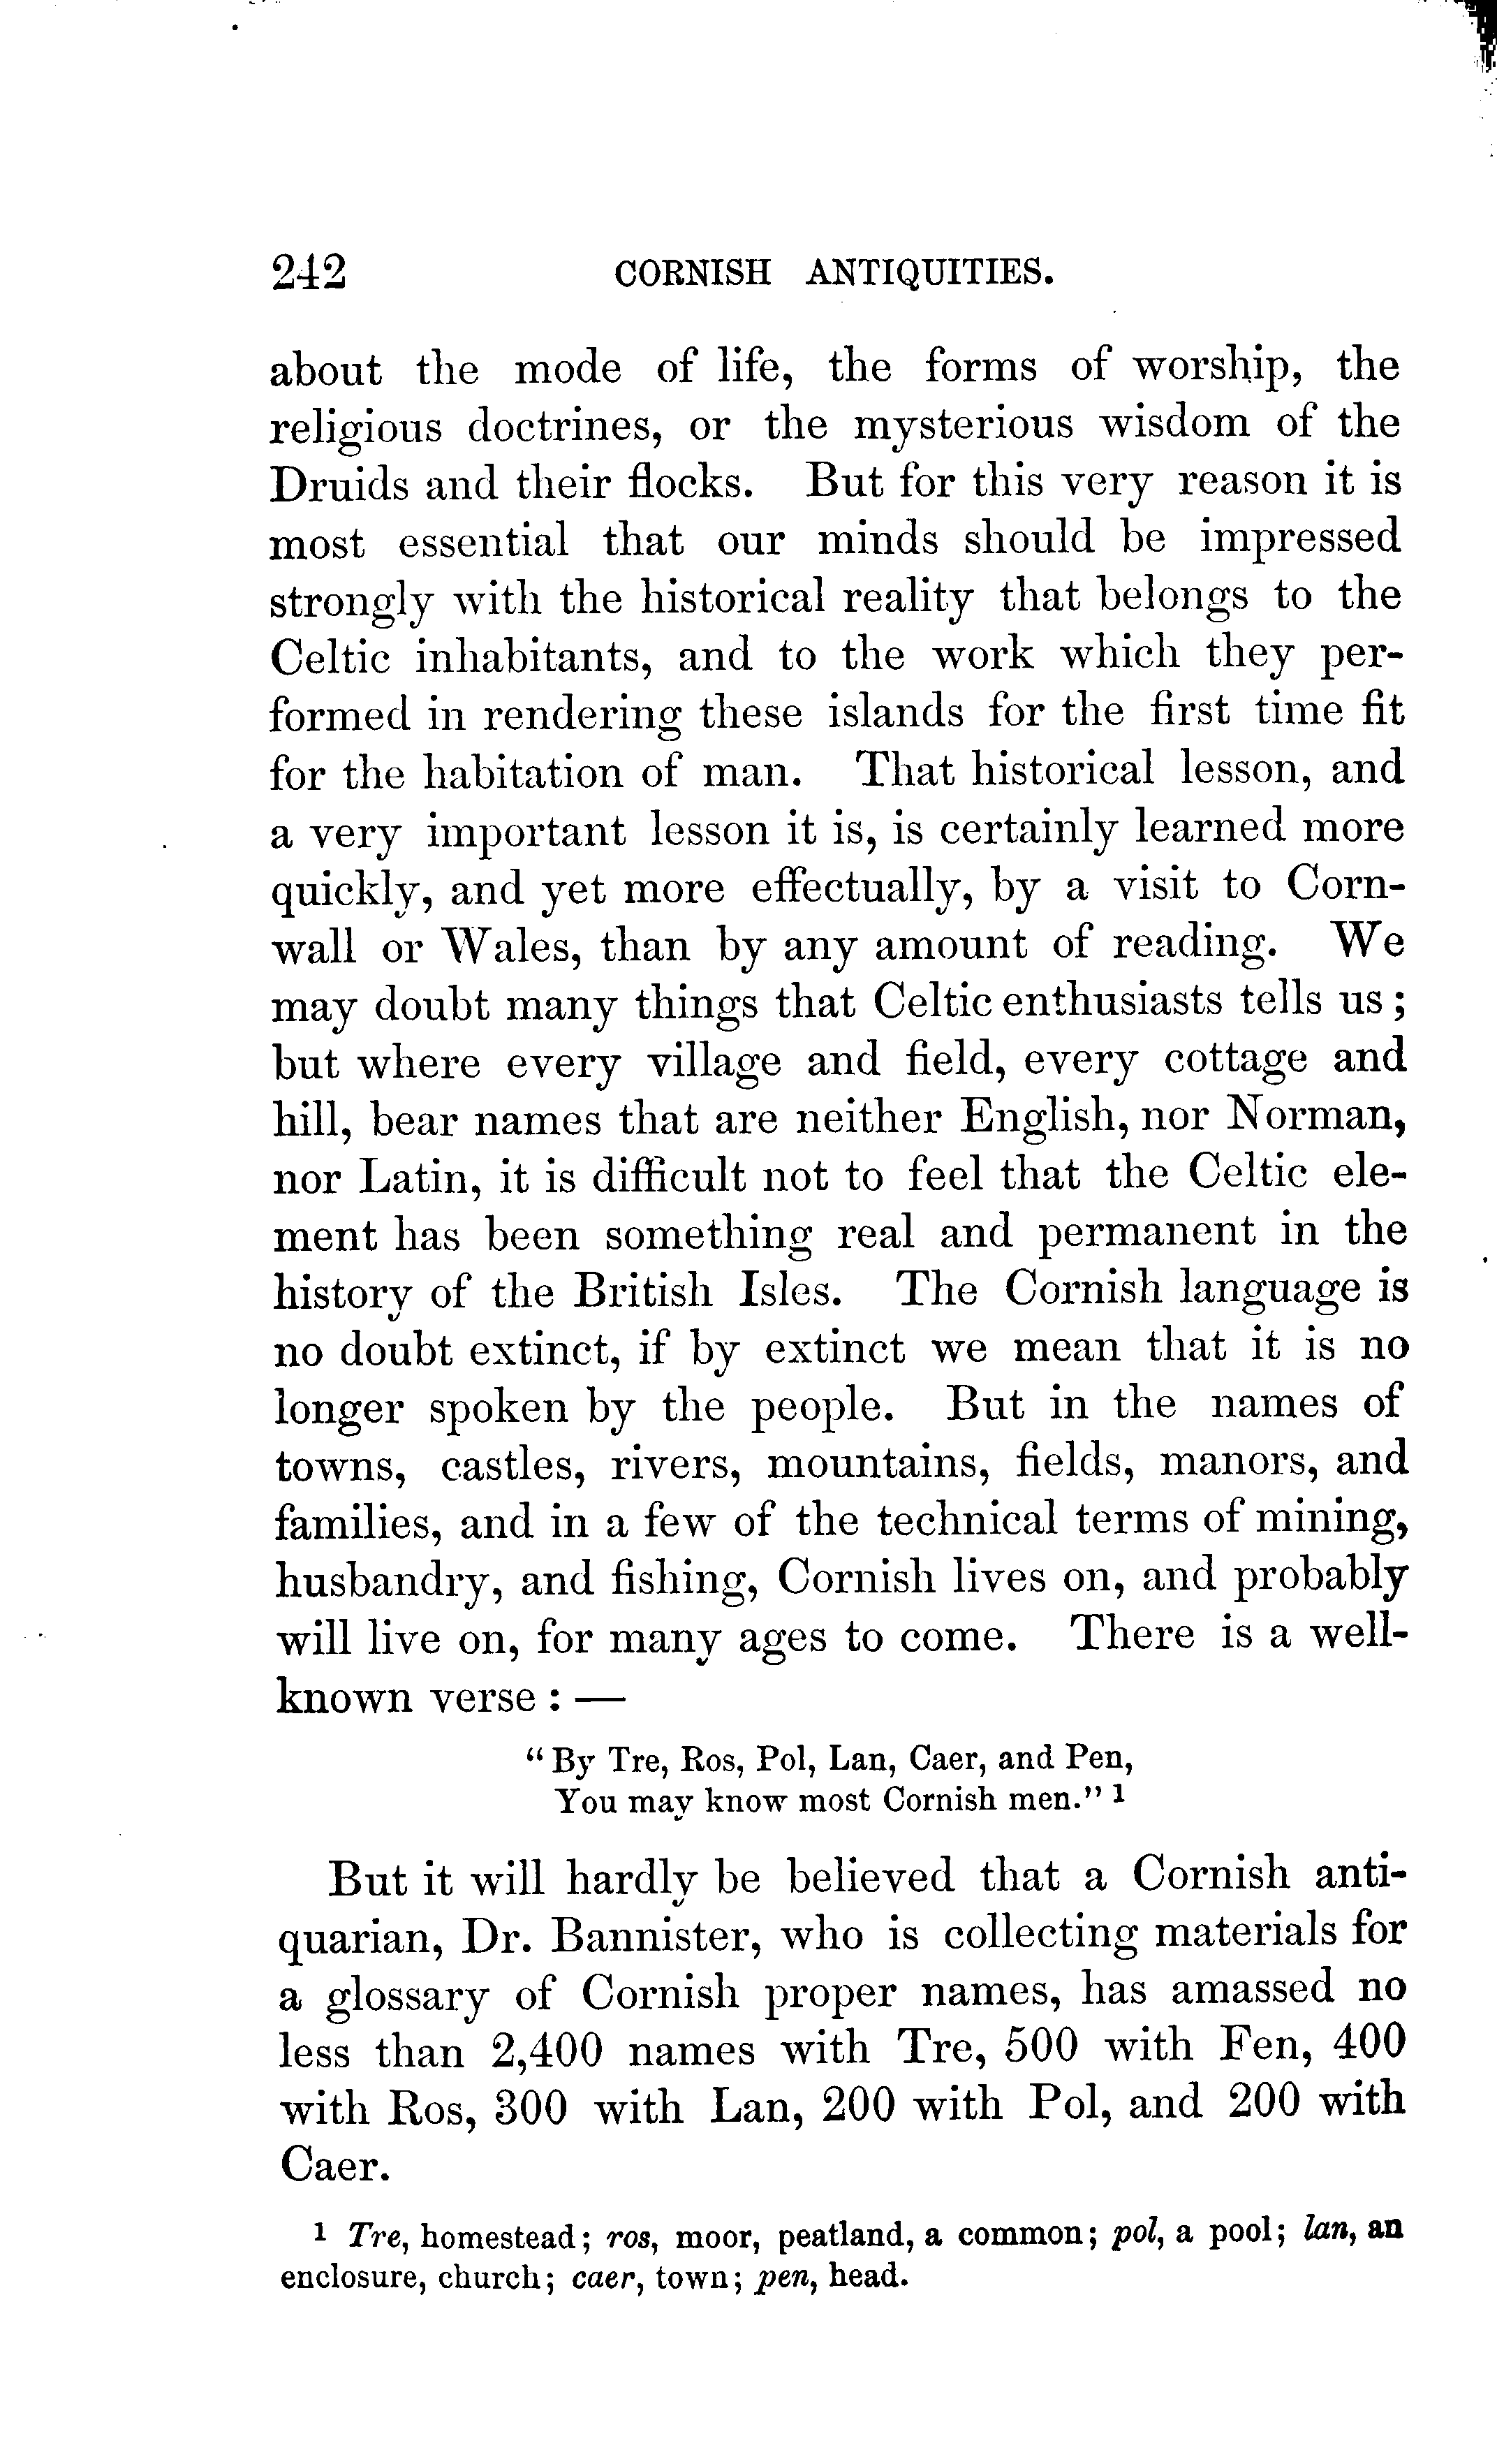 242 CORNISH ANTIQUITIES.
about the mode of life, the forms of worship, the
religious doctrines, or the mysterious wisdom of the
Druids and their flocks. But for this very reason it is
most essential that our minds should be impressed
strongly with the historical reality that belongs to the
Celtic inhabitants, and to the work which they per-
formed in rendering these islands for the first time fit
for the habitation of man. That historical lesson, and
a very important lesson it is, is certainly learned more
quickly, and yet more effectually, by a visit to Corn-
wall or Wales, than by any amount of reading. We
may doubt many things that Celtic enthusiasts tells us;
but where every village and field, every cottage and
hill, bear names that are neither English, nor Norman,
nor Latin, it is difficult not to feel that the Celtic ele-
ment has been something real and permanent in the
history of the British Isles. The Cornish language is
no doubt extinct, if by extinct we mean that it is no
longer spoken by the people. But in the names of
towns, castles, rivers, mountains, fields, manors, and
families, and in a few of the technical terms of mining,
husbandry, and fishing, Cornish lives on, and probably
will live on, for many ages to come. There is a well-
known verse: —
“By Tre, Ros, Pol, Lan, Caer, and Pen,
You may know most Cornish men.” 1
But it will hardly be believed that a Cornish anti-
quarian, Dr. Bannister, who is collecting materials for
a glossary of Cornish proper names, has amassed no
less than 2,400 names with Tre, 500 with Fen, 400
with Ros, 300 with Lan, 200 with Pol, and 200 with
Caer.
1 Tre, homestead; ros, moor, peatland, a common; pol, a pool; lan, an
enclosure, church; caer, town; pen, head.